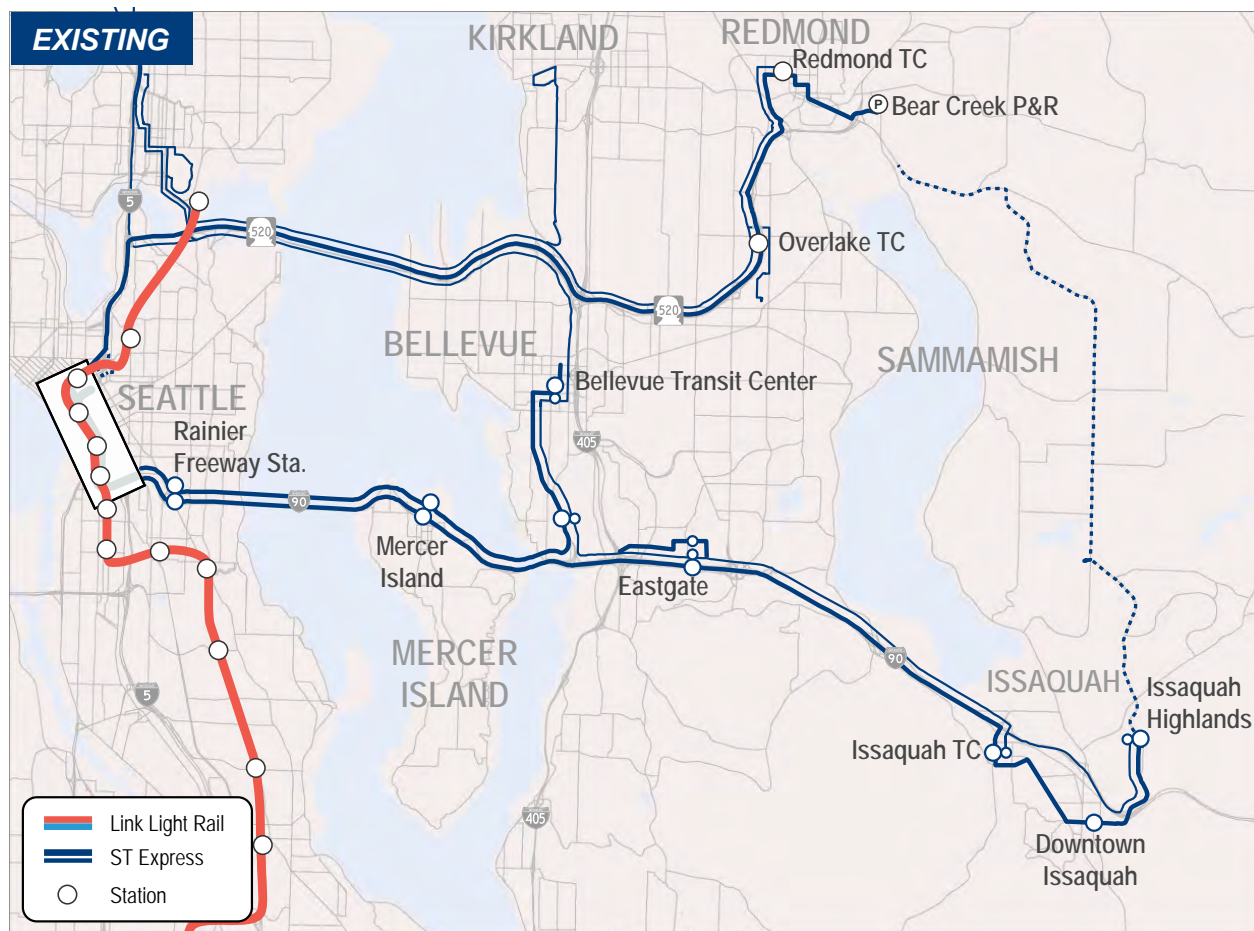 EXISTING
KIRKLAND
REDMOND
Redmond TC
P
Bear Creek P&R
5
520
Overlake TC
520
BELLEVUE
SAMMAMISH
Bellevue Transit Center
SEATTLE
405
Rainier
Freeway Sta.
90
Mercer
Island
Eastgate
MERCER
ISLAND
90
ISSAQUAH
5
Issaquah
Highlands
Issaquah TC
405
Downtown
Issaquah
Link Light Rail
ST Express
Station